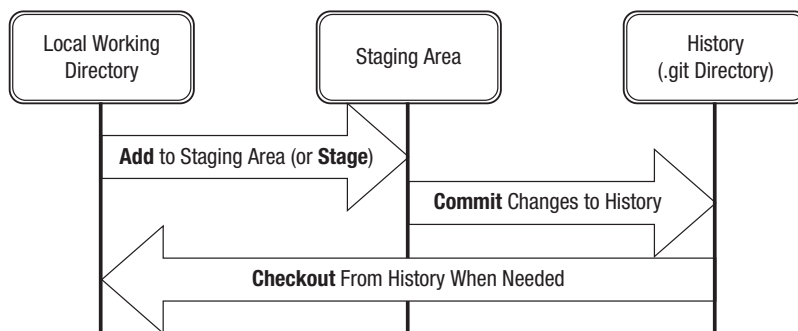 Local Working
Directory
Staging Area
History
(.git Directory)
Add to Staging Area (or Stage)
Commit Changes to History
Checkout From History When Needed